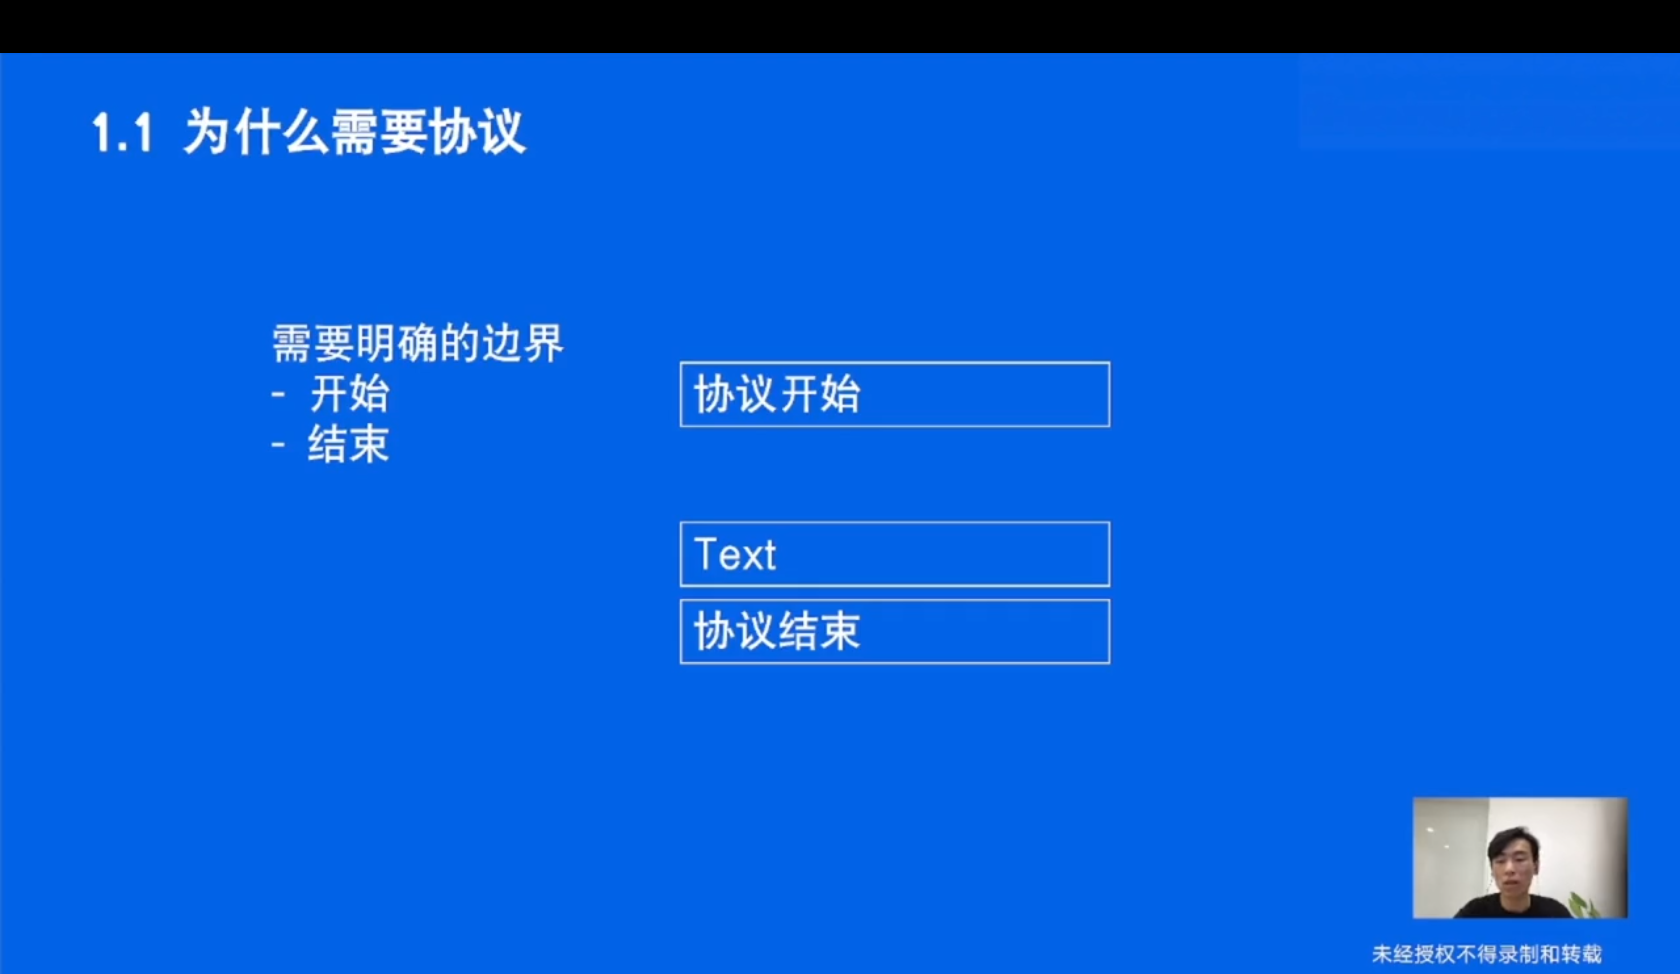 1.1 为什么需要协议
需要明确的边界
- 开始
- 结束
协议开始
Text
协议结束
未经授权不得录制和转载